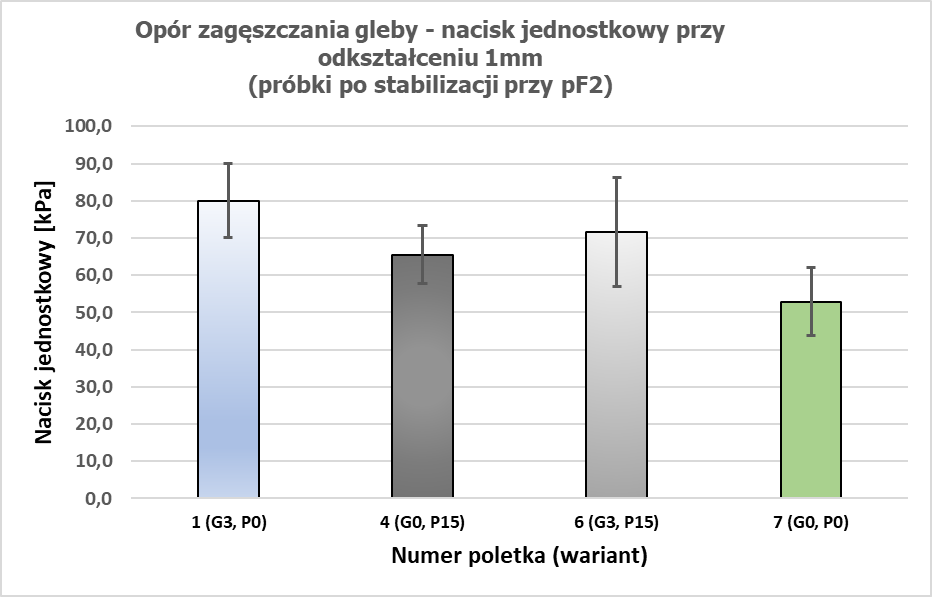 Opór zagęszczania gleby - nacisk jednostkowy przy
odkształceniu 1mm
(próbki po stabilizacji przy pF2)
Nacisk jednostkowy [kPa]
100,0
90,0
80,0
70,0
60,0
50,0
40,0
30,0
20,0
10,0
0,0
1 (G3, P0)
4 (G0, P15)
6 (G3, P15)
7 (G0, P0)
Numer poletka (wariant)